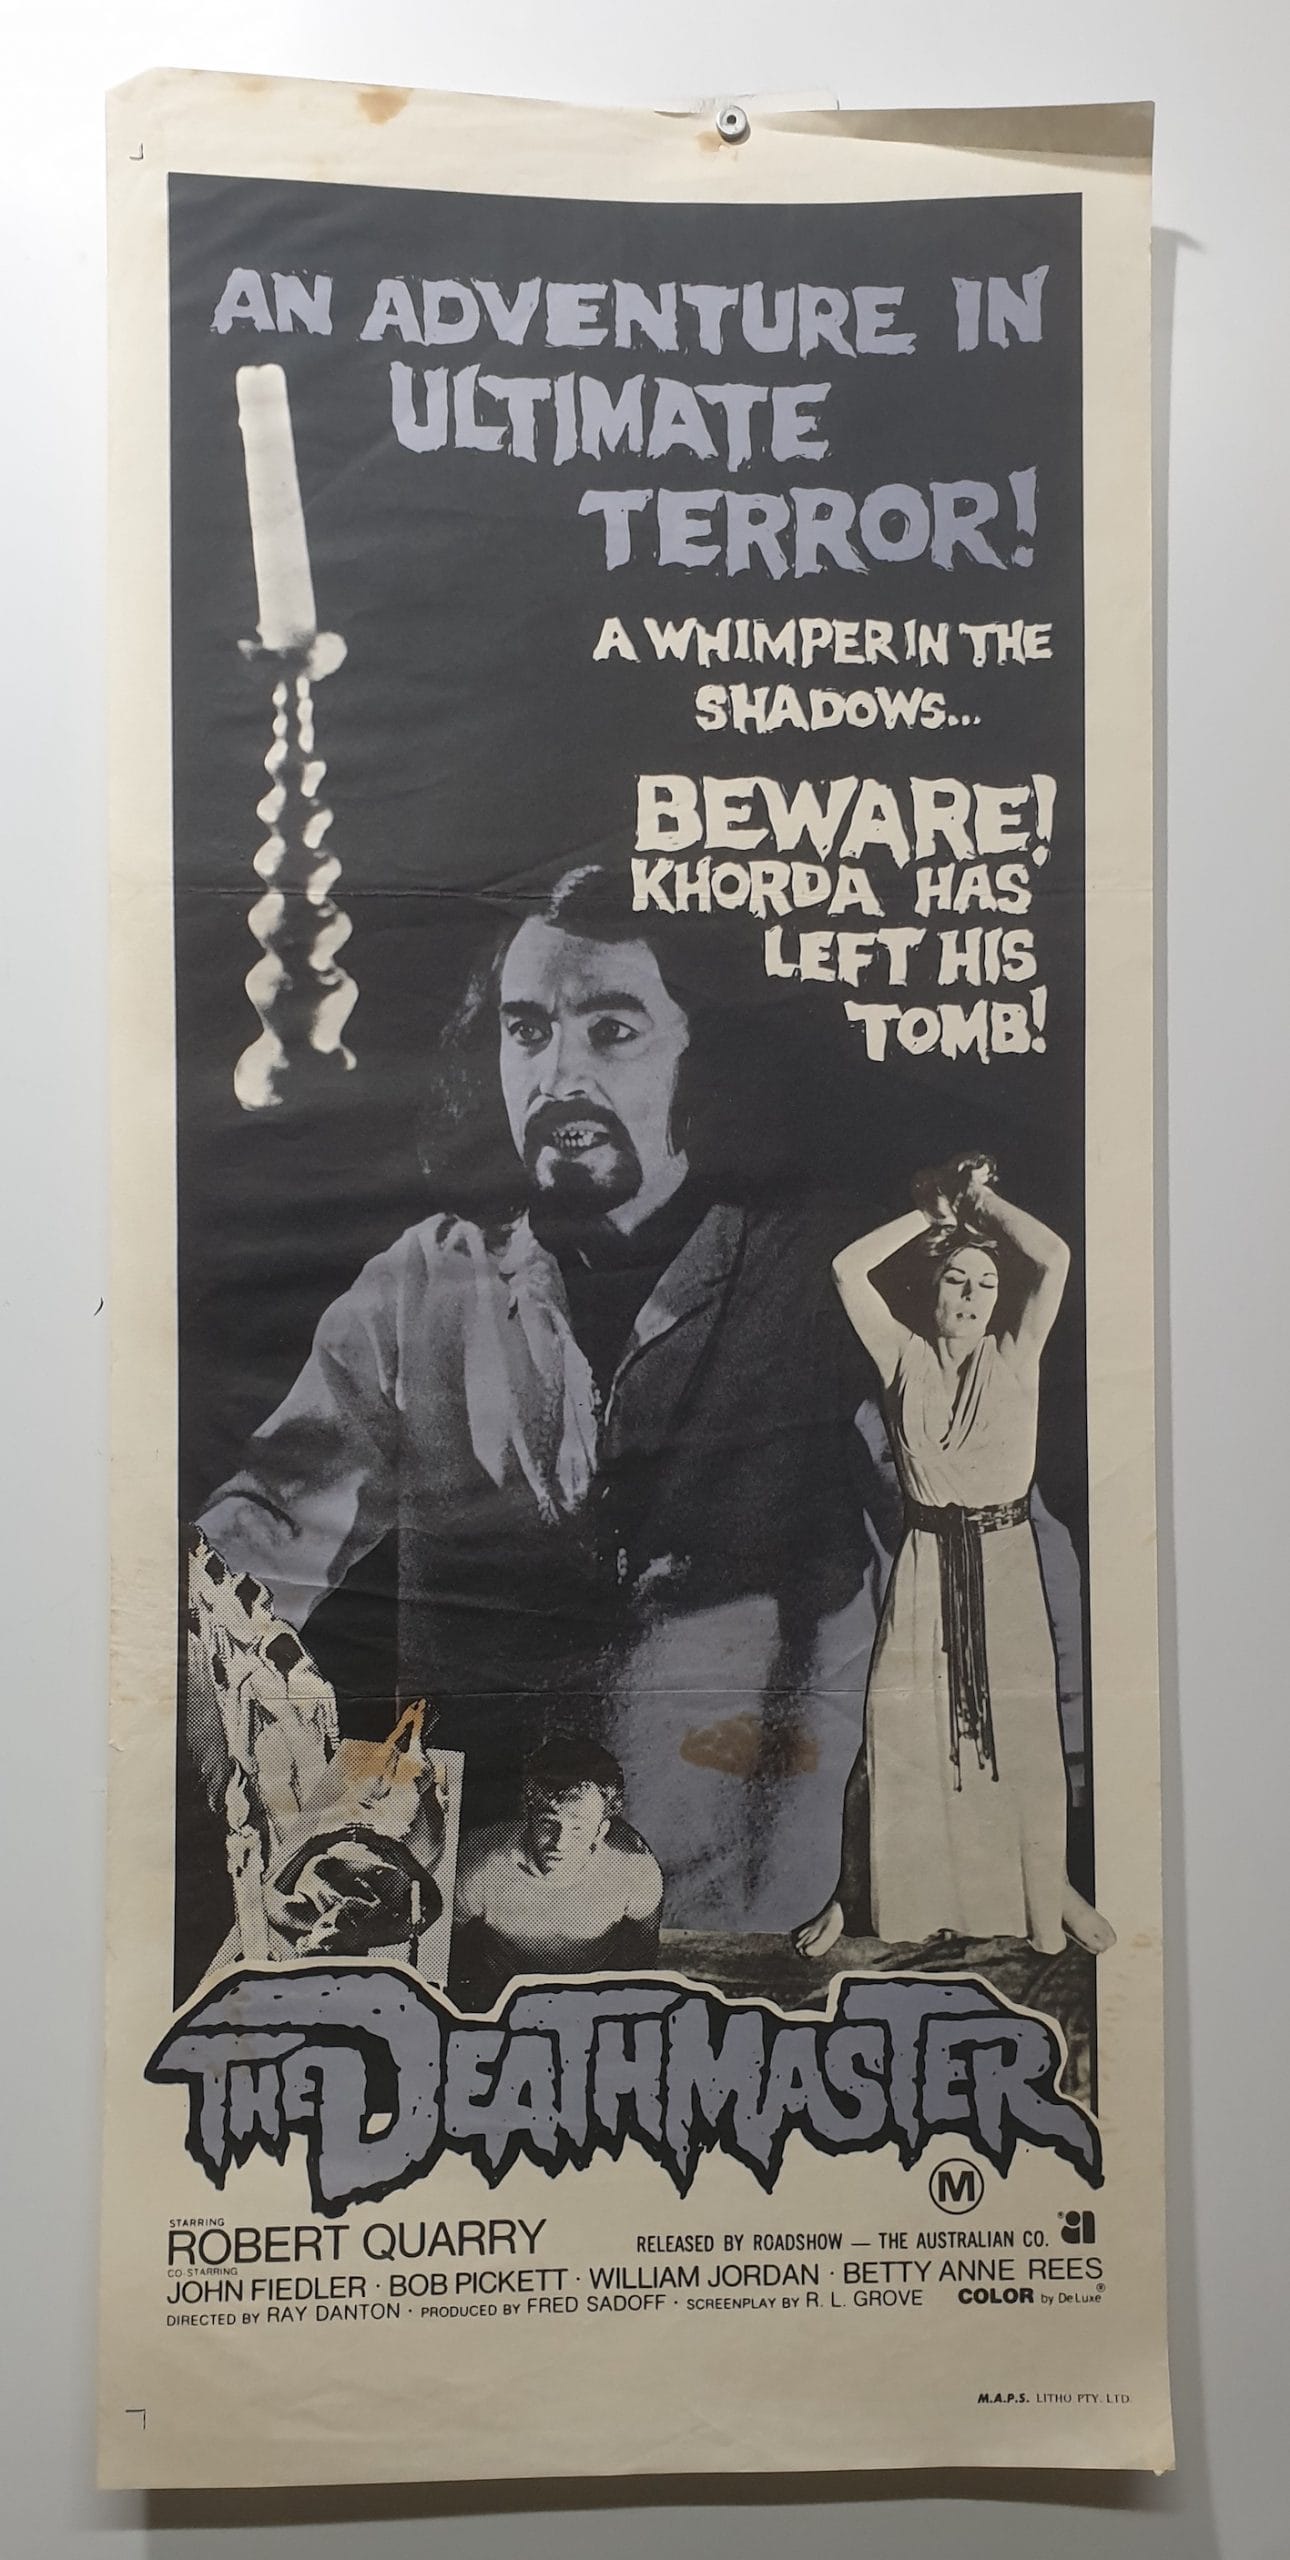 AN ADVENTURE IN
ULTIMATE
TERROR!
A WHIMPER IN THE
SHADOWS...
BEWARE!
KHORDA HAS
LEFT HIS
TOMB!
THE DEATHMASTER
M
STARRING
ROBERT QUARRY
RELEASED BY ROADSHOW — THE AUSTRALIAN CO.
CO-STARRING
JOHN FIEDLER · BOB PICKETT · WILLIAM JORDAN · BETTY ANNE REES
DIRECTED BY RAY DANTON · PRODUCED BY FRED SADOFF · SCREENPLAY BY R. L. GROVE
COLOR by DeLuxe®
M.A.P.S. LITHO PTY. LTD.